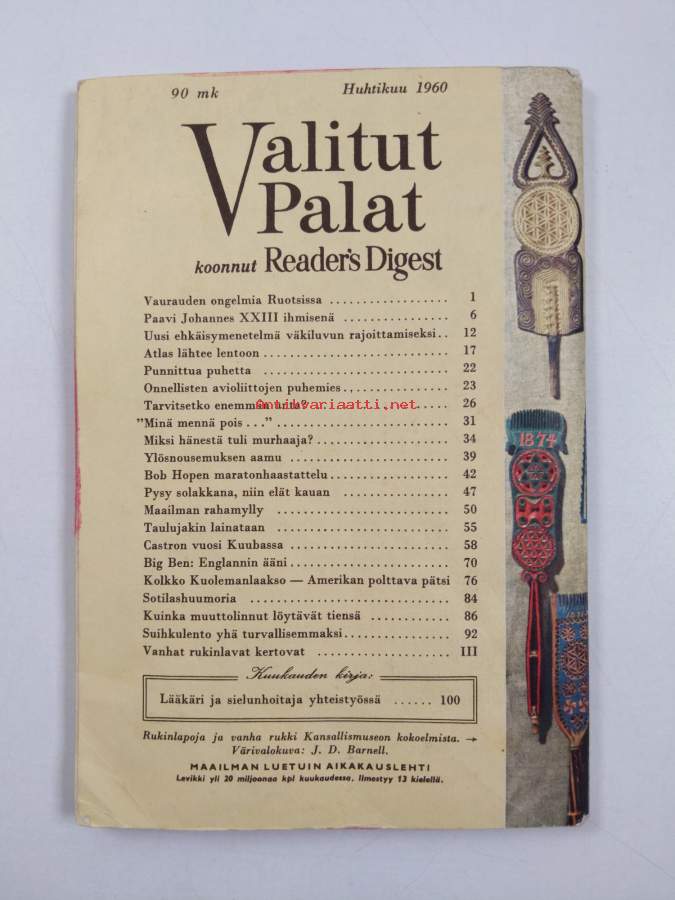 90 mk Huhtikuu 1960
Valitut
Palat
koonnut Reader's Digest
Vaurauden ongelmia Ruotsissa ................. 1
Paavi Johannes XXIII ihmisenä ............... 6
Uusi ehkäisymenetelmä väkiluvun rajoittamiseksi.. 12
Atlas lähtee lentoon ........................... 17
Punnittua puhetta ............................ 22
Onnellisten avioliittojen puhemies .............. 23
Tarvitsetko enemmän ..................... 26
"Minä mennä pois . . ." ......................... 31
Miksi hänestä tuli murhaaja? ................... 34
Ylösnousemuksen aamu ........................ 39
Bob Hopen maratonhaastattelu ................. 42
Pysy solakkana, niin elät kauan ............... 47
Maailman rahamylly .......................... 50
Taulujakin lainataan ......................... 55
Castron vuosi Kuubassa ....................... 58
Big Ben: Englannin ääni ....................... 70
Kolkko Kuolemanlaakso — Amerikan polttava pätsi 76
Sotilashuumoria ............................. 84
Kuinka muuttolinnut löytävät tiensä ........... 86
Suihkulento yhä turvallisemmaksi ............... 92
Vanhat rukinlavat kertovat .................... III
Kuukauden kirja:
Lääkäri ja sielunhoitaja yhteistyössä ...... 100
Rukinlapoja ja vanha rukki Kansallismuseon kokoelmista. →
Värivalokuva: J. D. Barnell.
MAAILMAN LUETUIN AIKAKAUSLEHTI
Levikki yli 20 miljoonaa kpl kuukaudessa, Ilmestyy 13 kielellä.
1874
Antikvariaatti.net